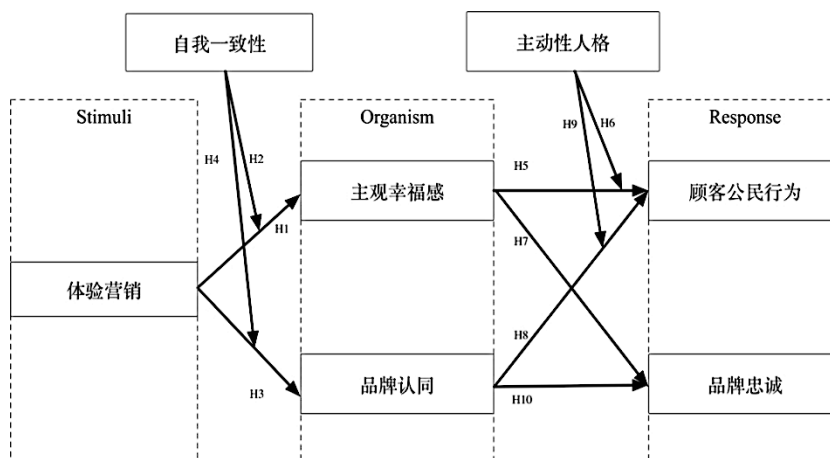 自我一致性
主动性人格
Stimuli
Organism
Response
H4
H2
H9
H6
主观幸福感
H5
顾客公民行为
H1
H7
体验营销
H8
H3
品牌认同
H10
品牌忠诚